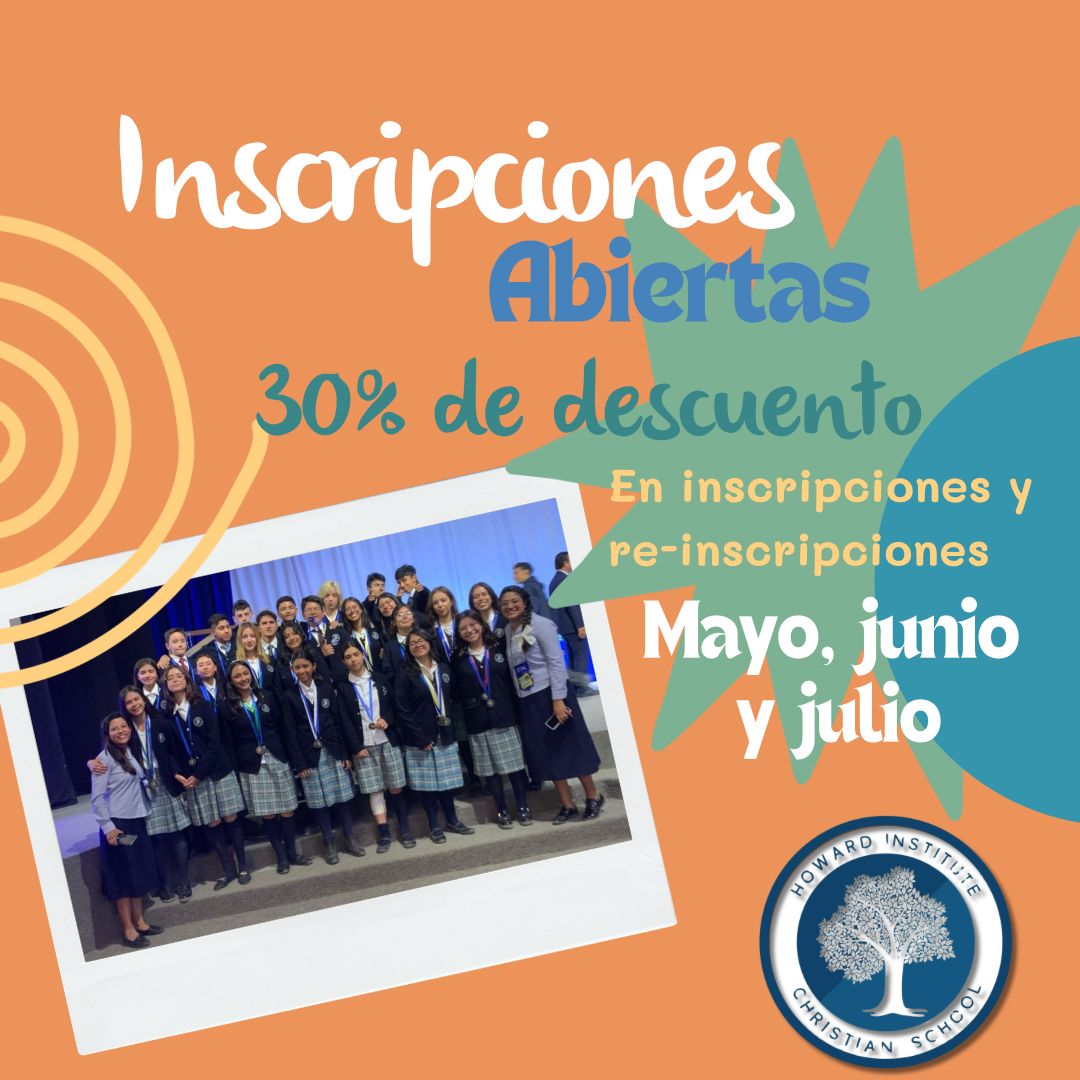 Inscripciones
Abiertas
30% de descuento
En inscripciones y
re-inscripciones
Mayo, junio
y julio
HOWARD INSTITUTE
CHRISTIAN SCHOOL